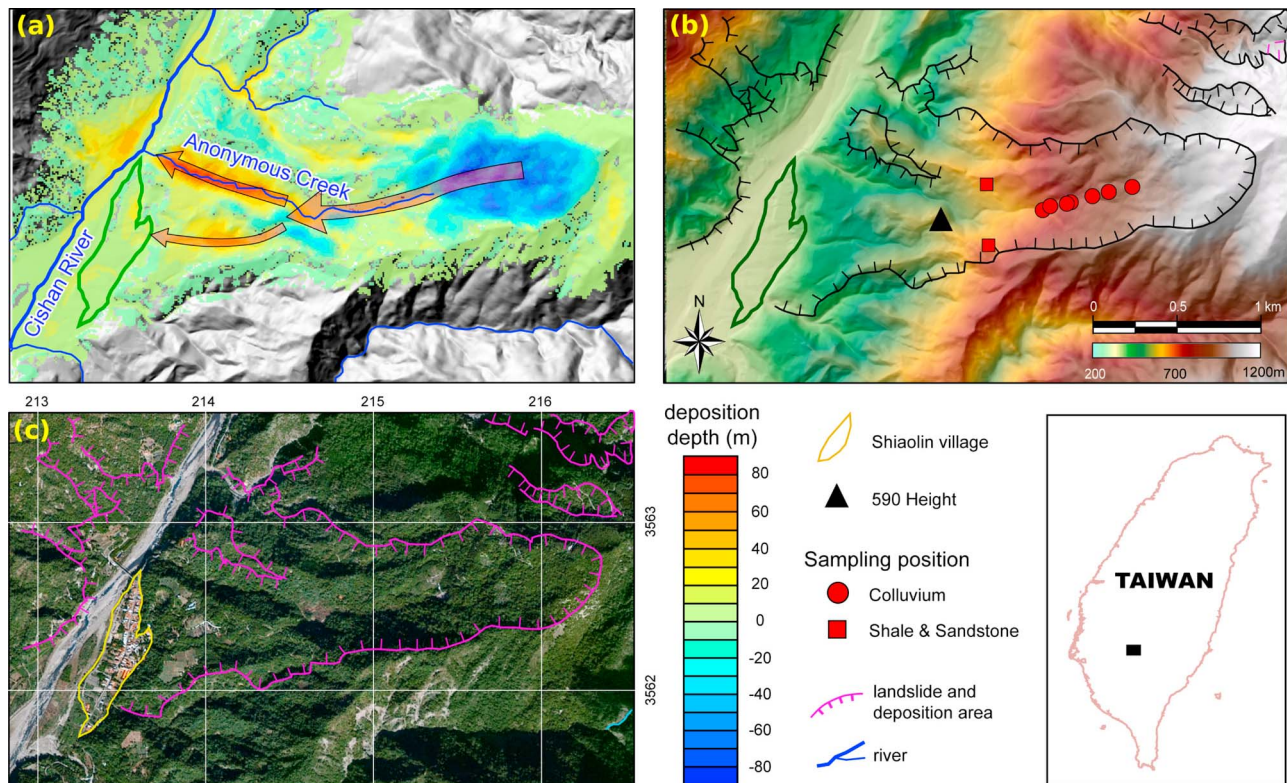 (a)
Anonymous Creek
Cishan River
(b)
N
0 0.5 1 km
200 700 1200m
213 214 215 216
(c)
3563
3562
deposition
depth (m)
80
60
40
20
0
-20
-40
-60
-80
Shiaolin village
590 Height
Sampling position
Colluvium
Shale & Sandstone
landslide and
deposition area
river
TAIWAN